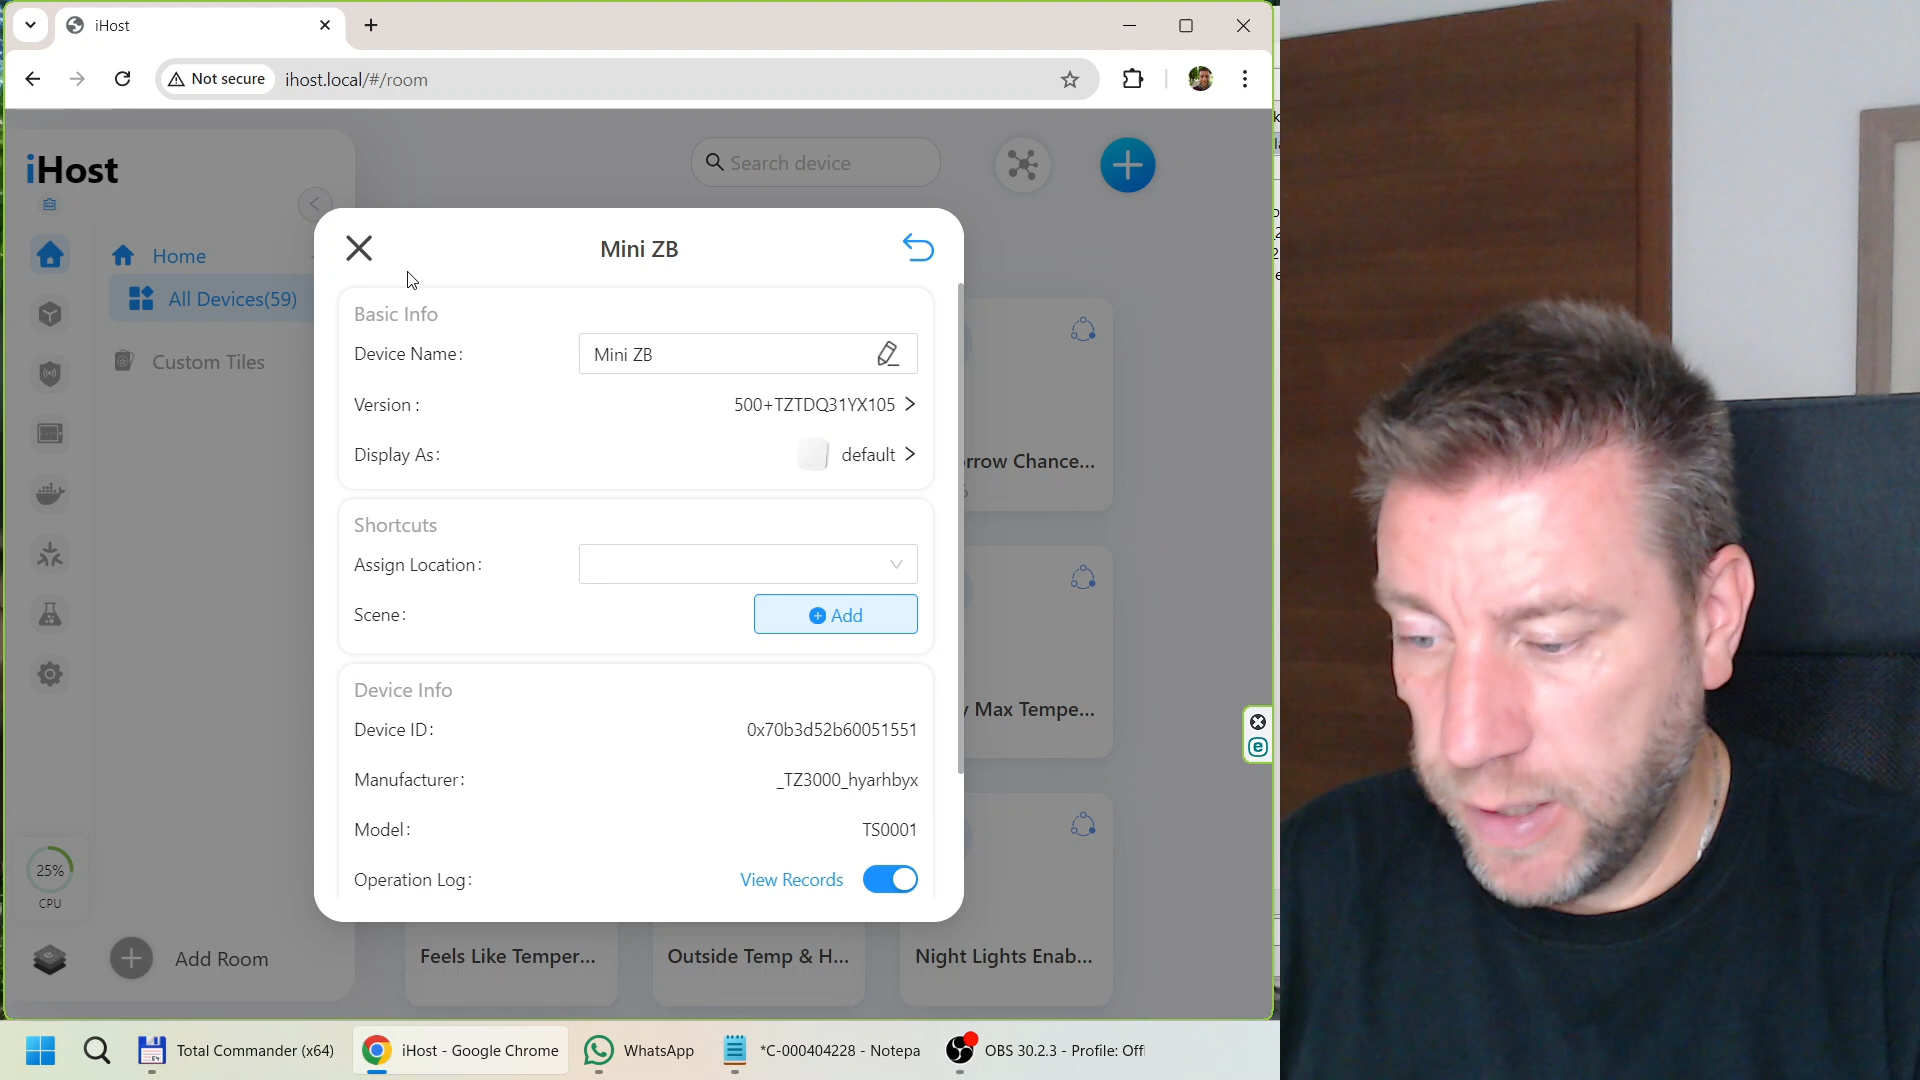 iHost
Not secure
ihost.local/#/room
iHost
Search device
Home
All Devices(59)
Custom Tiles
Mini ZB
Basic Info
Device Name:
Mini ZB
Version :
500+TZTDQ31YX105
Display As:
default
rrow Chance...
Shortcuts
Assign Location:
Scene:
Add
Device Info
Device ID:
0x70b3d52b60051551
Max Tempe...
Manufacturer:
_TZ3000_hyarhbyx
Model:
TS0001
Operation Log:
View Records
25%
CPU
Add Room
Feels Like Temper...
Outside Temp & H...
Night Lights Enab...
Total Commander (x64)
iHost - Google Chrome
WhatsApp
*C-000404228 - Notepa
OBS 30.2.3 - Profile: Off